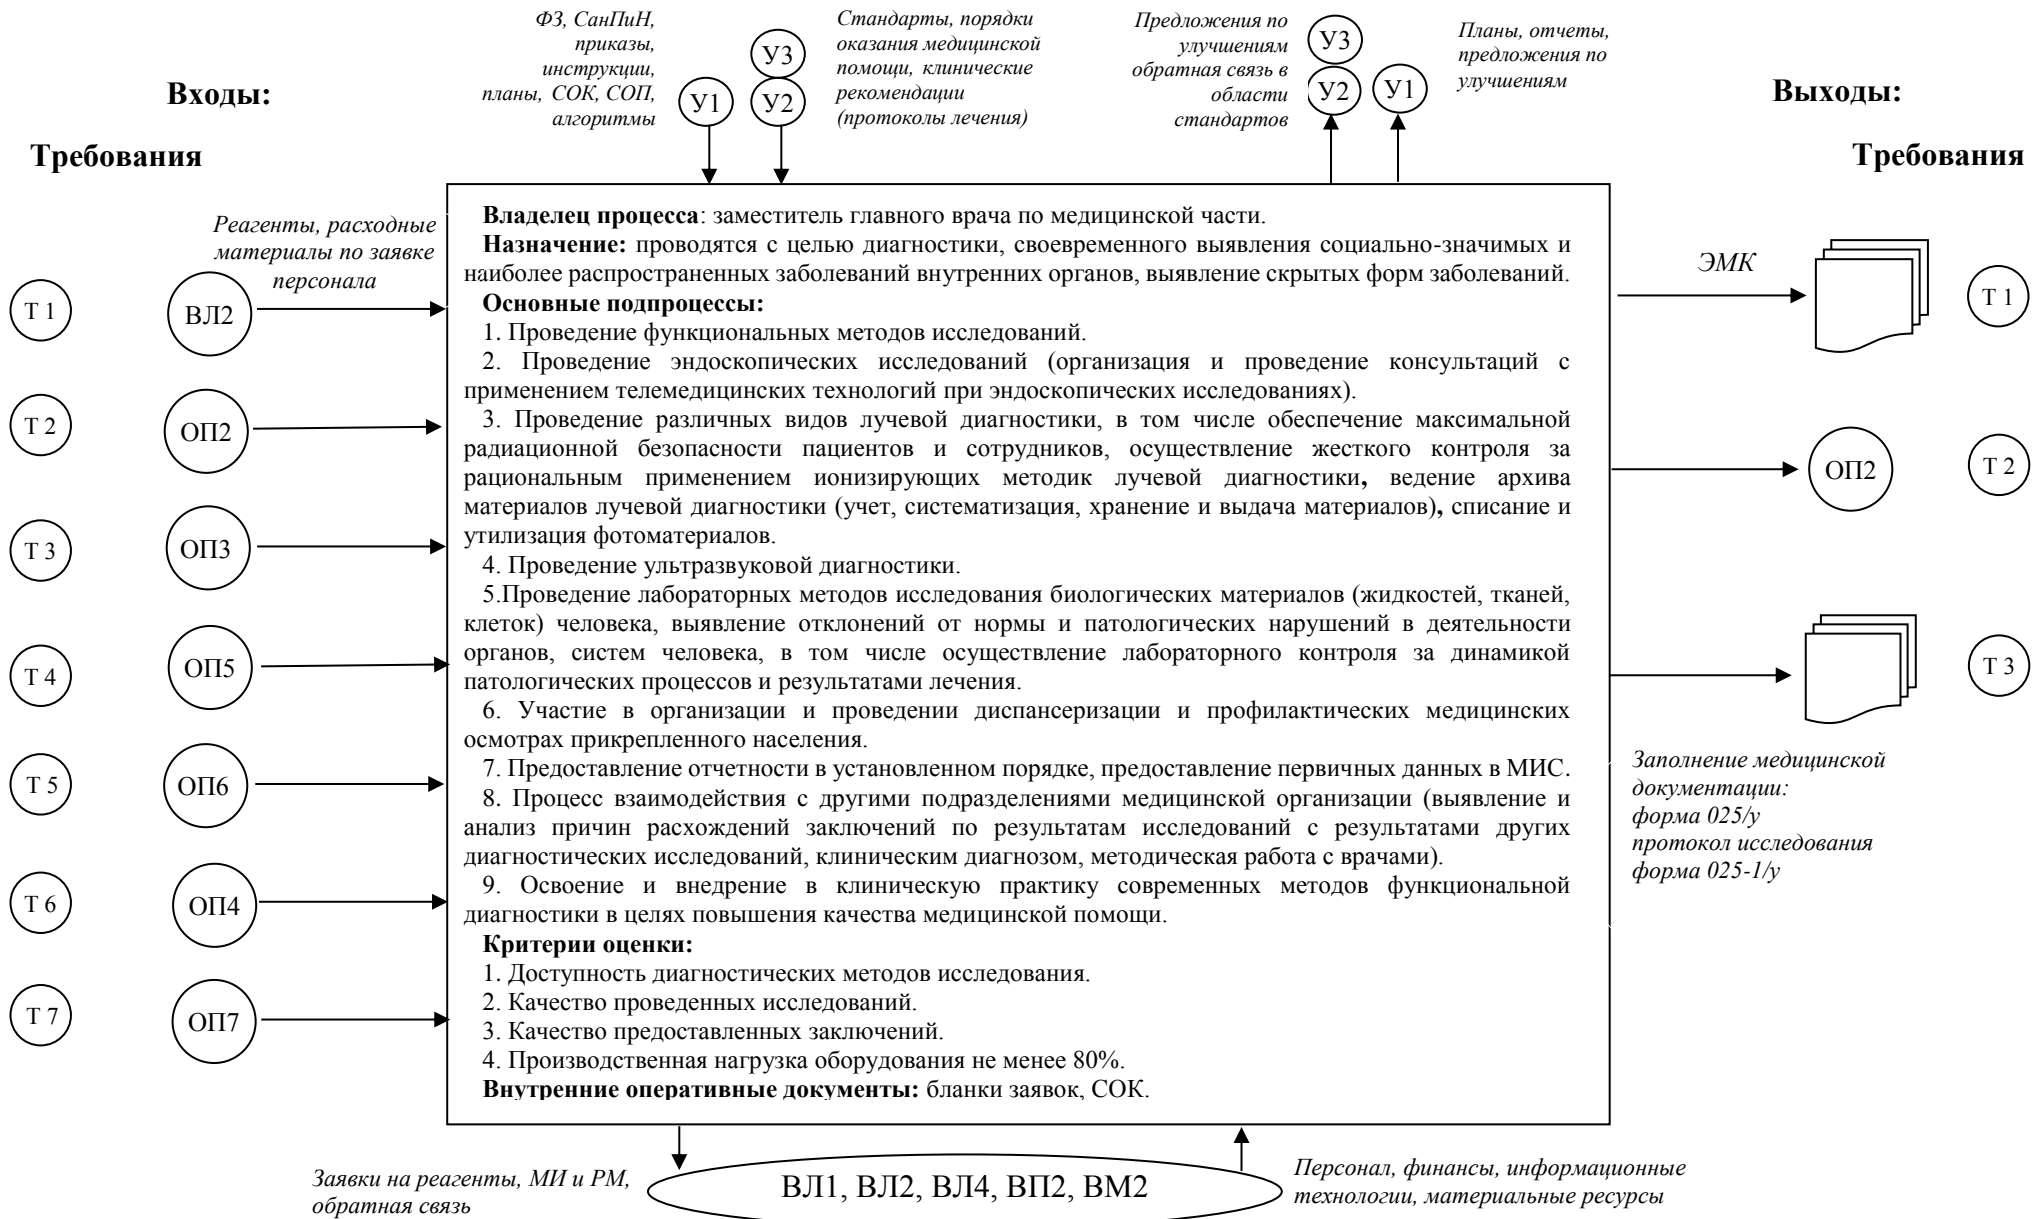 ФЗ, СанПиН,
приказы,
инструкции,
планы, СОК, СОП,
алгоритмы
У1
У3
У2
Стандарты, порядки
оказания медицинской
помощи, клинические
рекомендации
(протоколы лечения)
Предложения по
улучшениям
обратная связь в
области
стандартов
У3
У2
У1
Планы, отчеты,
предложения по
улучшениям
Входы:
Требования
Выходы:
Требования
Реагенты, расходные
материалы по заявке
персонала
Т 1
ВЛ2
Т 2
ОП2
Т 3
ОП3
Т 4
ОП5
Т 5
ОП6
Т 6
ОП4
Т 7
ОП7
Владелец процесса: заместитель главного врача по медицинской части.
Назначение: проводятся с целью диагностики, своевременного выявления социально-значимых и
наиболее распространенных заболеваний внутренних органов, выявление скрытых форм заболеваний.
Основные подпроцессы:
1. Проведение функциональных методов исследований.
2. Проведение эндоскопических исследований (организация и проведение консультаций с
применением телемедицинских технологий при эндоскопических исследованиях).
3. Проведение различных видов лучевой диагностики, в том числе обеспечение максимальной
радиационной безопасности пациентов и сотрудников, осуществление жесткого контроля за
рациональным применением ионизирующих методик лучевой диагностики, ведение архива
материалов лучевой диагностики (учет, систематизация, хранение и выдача материалов), списание и
утилизация фотоматериалов.
4. Проведение ультразвуковой диагностики.
5.Проведение лабораторных методов исследования биологических материалов (жидкостей, тканей,
клеток) человека, выявление отклонений от нормы и патологических нарушений в деятельности
органов, систем человека, в том числе осуществление лабораторного контроля за динамикой
патологических процессов и результатами лечения.
6. Участие в организации и проведении диспансеризации и профилактических медицинских
осмотрах прикрепленного населения.
7. Предоставление отчетности в установленном порядке, предоставление первичных данных в МИС.
8. Процесс взаимодействия с другими подразделениями медицинской организации (выявление и
анализ причин расхождений заключений по результатам исследований с результатами других
диагностических исследований, клиническим диагнозом, методическая работа с врачами).
9. Освоение и внедрение в клиническую практику современных методов функциональной
диагностики в целях повышения качества медицинской помощи.
Критерии оценки:
1. Доступность диагностических методов исследования.
2. Качество проведенных исследований.
3. Качество предоставленных заключений.
4. Производственная нагрузка оборудования не менее 80%.
Внутренние оперативные документы: бланки заявок, СОК.
ЭМК
Т 1
ОП2
Т 2
Т 3
Заполнение медицинской
документации:
форма 025/у
протокол исследования
форма 025-1/у
Заявки на реагенты, МИ и РМ,
обратная связь
ВЛ1, ВЛ2, ВЛ4, ВП2, ВМ2
Персонал, финансы, информационные
технологии, материальные ресурсы